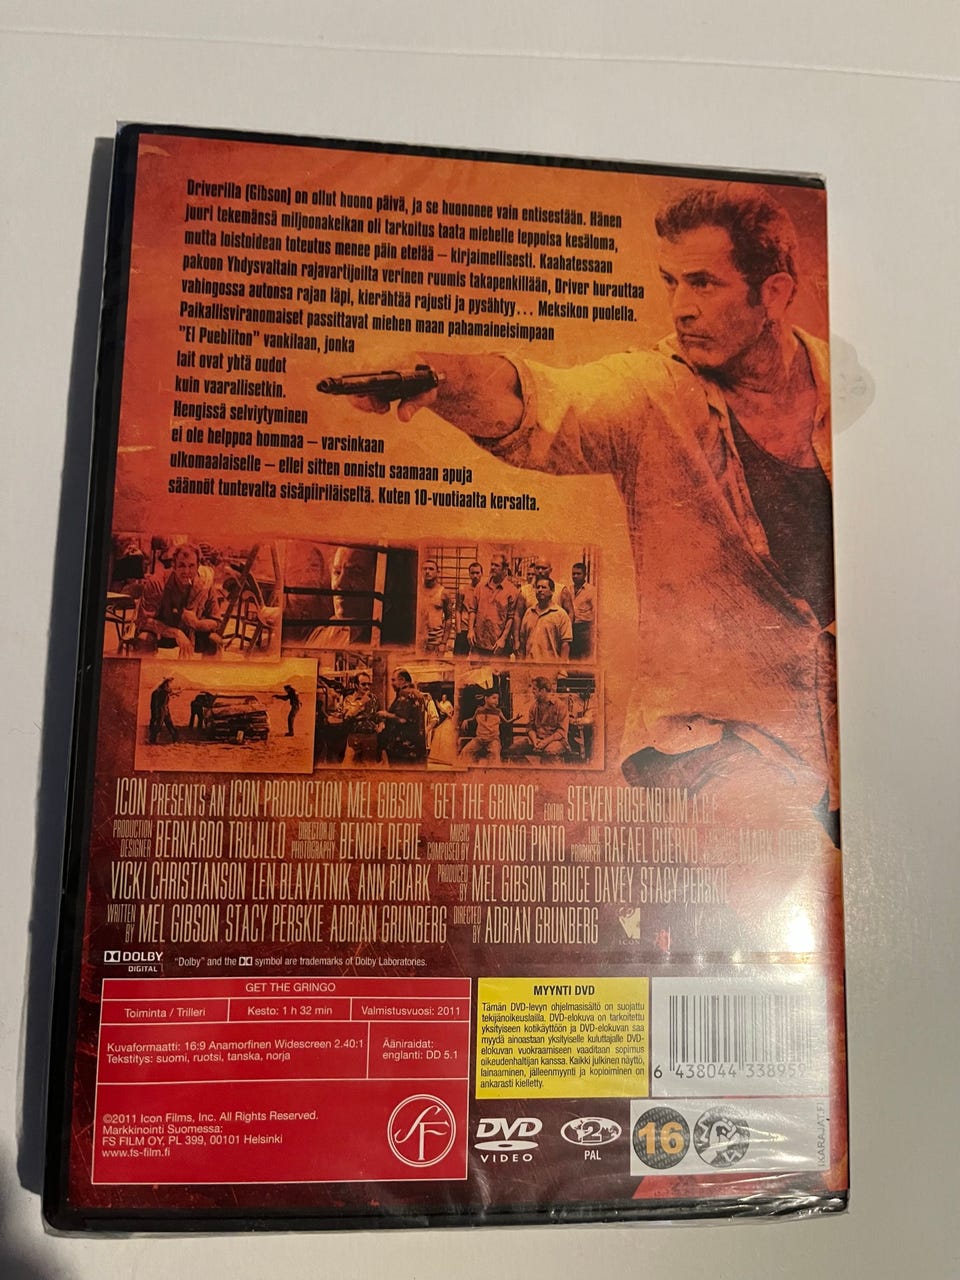 Driverilla (Gibson) on ollut huono päivä, ja se huononee vain entisestään. Hänen
juuri tekemänsä miljoonakeikan oli tarkoitus taata miehelle leppoisa kesäloma,
mutta loistoidean toteutus menee päin etelää – kirjaimellisesti. Kaahatessaan
pakoon Yhdysvaltain rajavartijoilta verinen ruumis takapenkillään, Driver hurauttaa
vahingossa autonsa rajan läpi, kierähtää rajusti ja pysähtyy... Meksikon puolella.
Paikallisviranomaiset passittavat miehen maan pahamaineisimpaan
"El Puebliton" vankilaan, jonka
lait ovat yhtä oudot
kuin vaarallisetkin.
Hengissä selviytyminen
ei ole helppoa hommaa – varsinkaan
ulkomaalaiselle – ellei sitten onnistu saamaan apuja
säännöt tuntevalta sisäpiiriläiseltä. Kuten 10-vuotiaalta kersalta.
ICON PRESENTS AN ICON PRODUCTION MEL GIBSON "GET THE GRINGO" EDITOR STEVEN ROSENBLUM A.C.E.
PRODUCTION DESIGNER BERNARDO TRUJILLO DIRECTOR OF PHOTOGRAPHY BENOIT DEBIE MUSIC COMPOSED BY ANTONIO PINTO LINE PRODUCER RAFAEL CUERVO
VICKI CHRISTIANSON LEN BLAVATNIK ANN RUARK PRODUCED BY MEL GIBSON BRUCE DAVEY STACY PERSKIE
WRITTEN BY MEL GIBSON STACY PERSKIE ADRIAN GRUNBERG DIRECTED BY ADRIAN GRUNBERG
ICON
DOLBY
DIGITAL
"Dolby" and the DD symbol are trademarks of Dolby Laboratories.
GET THE GRINGO
Toiminta / Trilleri
Kesto: 1 h 32 min
Valmistusvuosi: 2011
Kuvaformaatti: 16:9 Anamorfinen Widescreen 2.40:1
Tekstitys: suomi, ruotsi, tanska, norja
Ääniraidat:
englanti: DD 5.1
©2011 Icon Films, Inc. All Rights Reserved.
Markkinointi Suomessa:
FS FILM OY, PL 399, 00101 Helsinki
www.fs-film.fi
SF
MYYNTI DVD
Tämän DVD-levyn ohjelmasisältö on suojattu
tekijänoikeuslailla. DVD-elokuva on tarkoitettu
yksityiseen kotikäyttöön ja DVD-elokuvan saa
myydä ainoastaan yksityiselle kuluttajalle DVD-
elokuvan vuokraamiseen vaaditaan sopimus
oikeudenhaltijan kanssa. Kaikki julkinen näyttö,
lainaaminen, jälleenmyynti ja kopioiminen on
ankarasti kielletty.
6 438044 338959
DVD
VIDEO
2
PAL
16